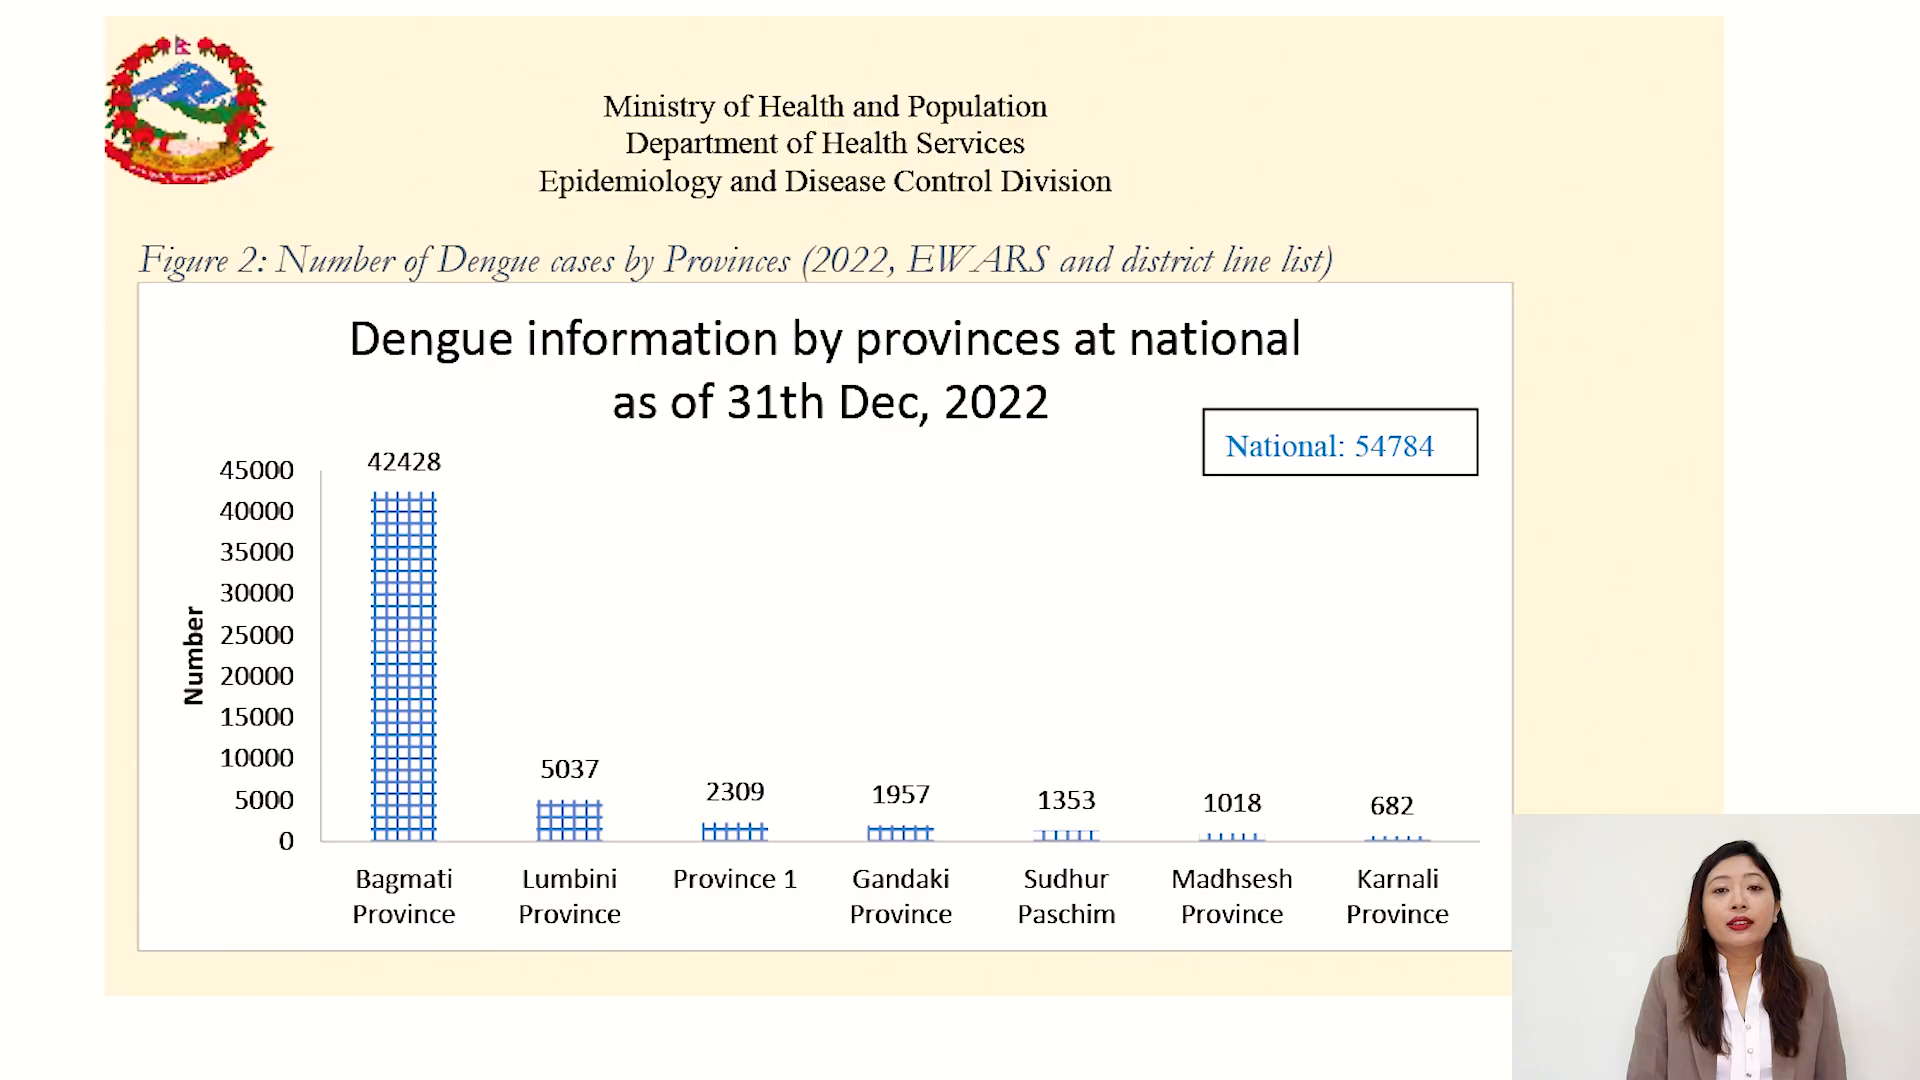 Ministry of Health and Population
Department of Health Services
Epidemiology and Disease Control Division
Figure 2: Number of Dengue cases by Provinces (2022, EWARS and district line list)
Dengue information by provinces at national
as of 31th Dec, 2022
National: 54784
Number
45000
40000
35000
30000
25000
20000
15000
10000
5000
0
42428
5037
2309
1957
1353
1018
682
Bagmati
Province
Lumbini
Province
Province 1
Gandaki
Province
Sudhur
Paschim
Madhsesh
Province
Karnali
Province